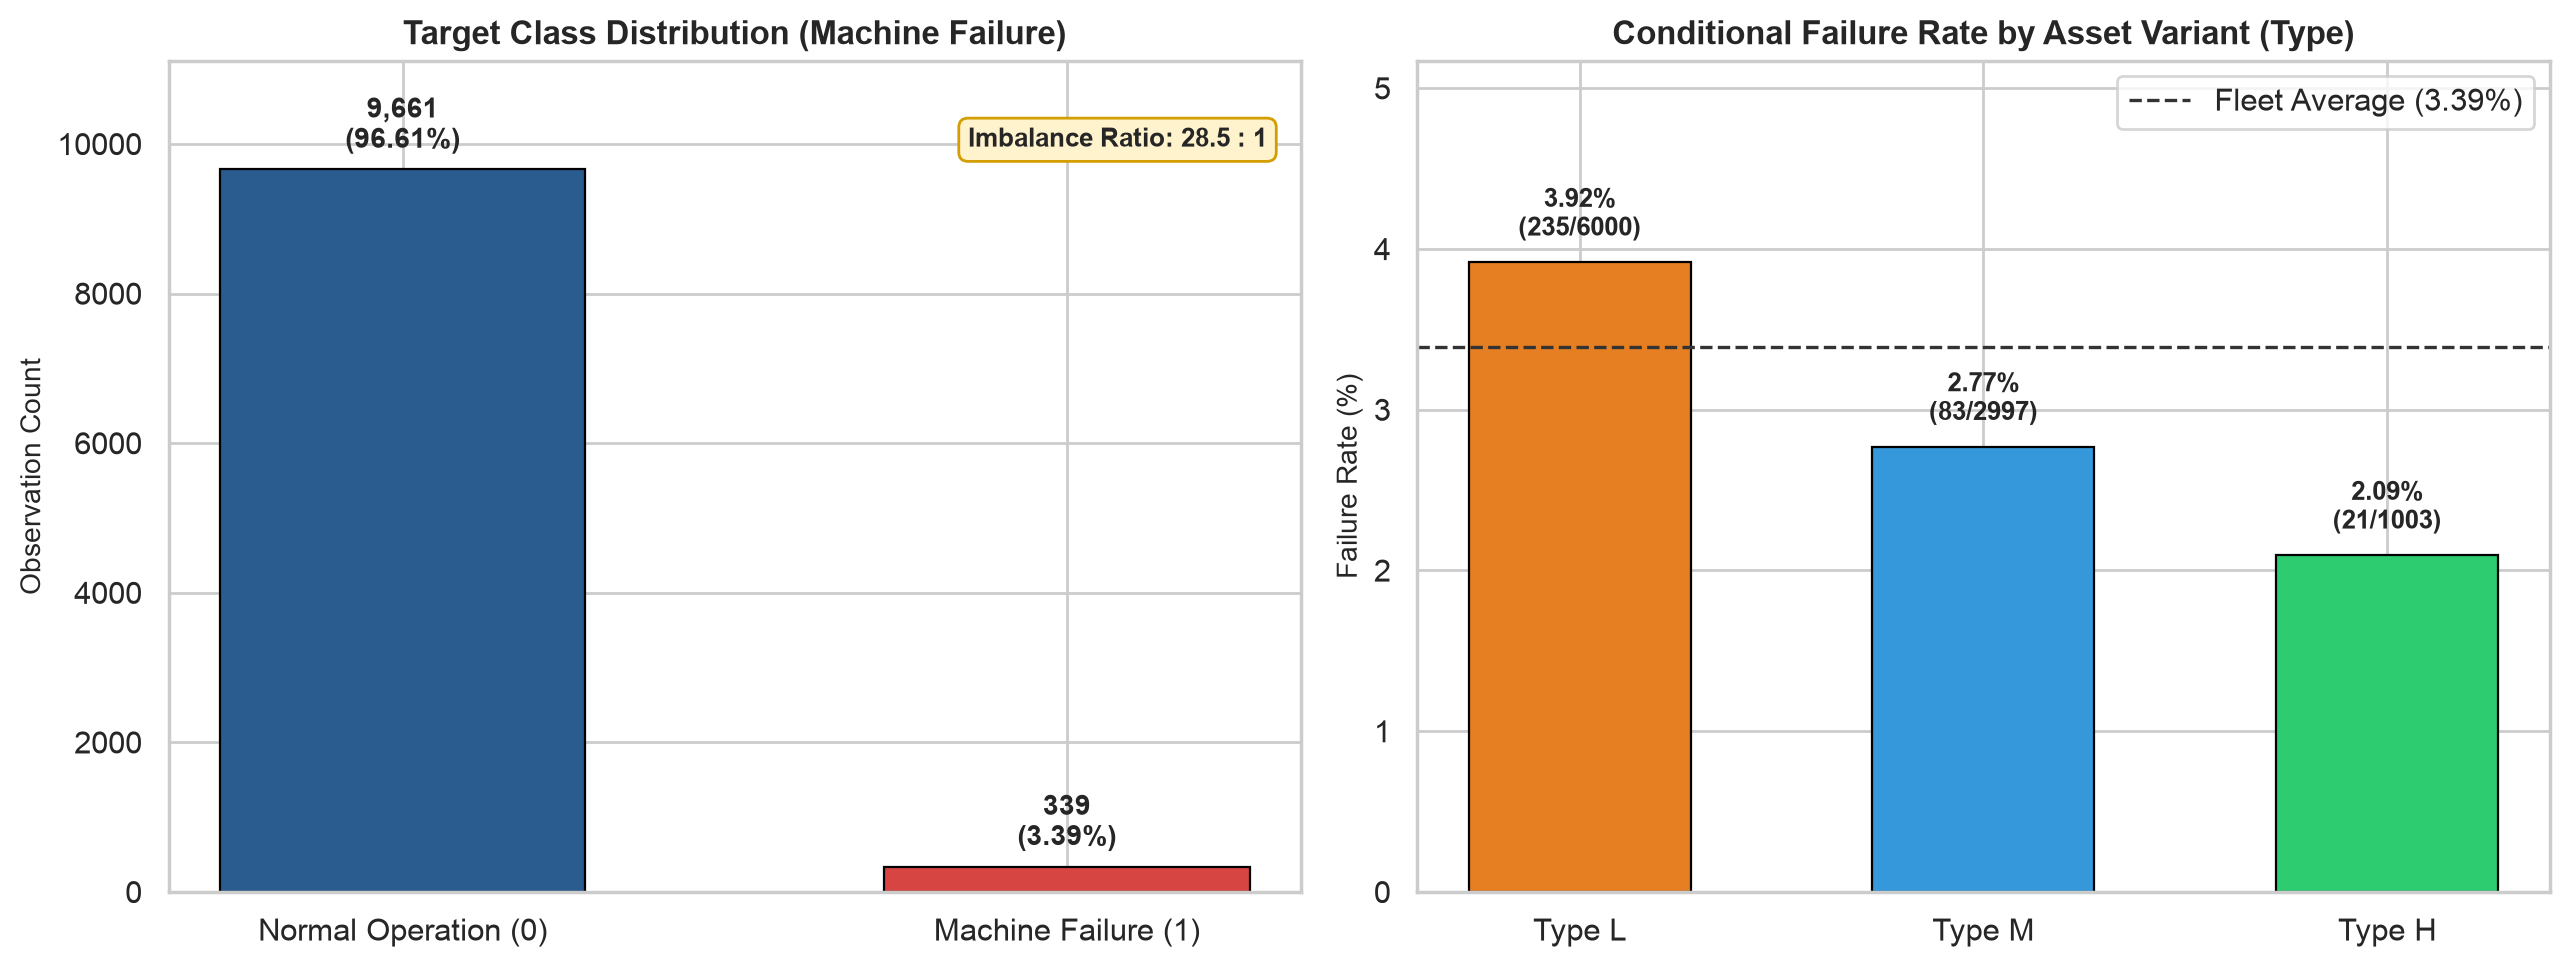 Target Class Distribution (Machine Failure)
Observation Count
10000
8000
6000
4000
2000
0
9,661
(96.61%)
Imbalance Ratio: 28.5 : 1
339
(3.39%)
Normal Operation (0)
Machine Failure (1)
Conditional Failure Rate by Asset Variant (Type)
Failure Rate (%)
5
4
3
2
1
0
Fleet Average (3.39%)
3.92%
(235/6000)
2.77%
(83/2997)
2.09%
(21/1003)
Type L
Type M
Type H